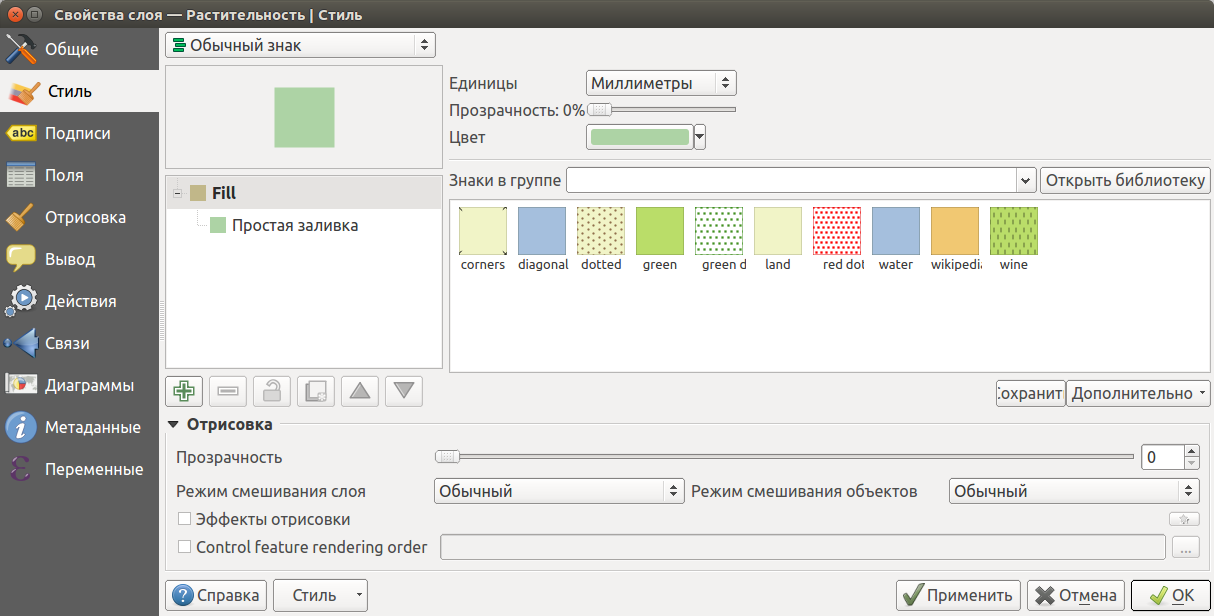 Свойства слоя — Растительность | Стиль
Общие
Стиль
abc Подписи
Поля
Отрисовка
Вывод
Действия
Связи
Диаграммы
Метаданные
Переменные
Обычный знак
Единицы Миллиметры
Прозрачность: 0%
Цвет
Fill
Простая заливка
Знаки в группе Открыть библиотеку
corners diagonal dotted green green d land red dot water wikipedi wine
охранит Дополнительно
Отрисовка
Прозрачность 0
Режим смешивания слоя Обычный Режим смешивания объектов Обычный
Эффекты отрисовки
Control feature rendering order ...
Справка Стиль Применить Отмена OK